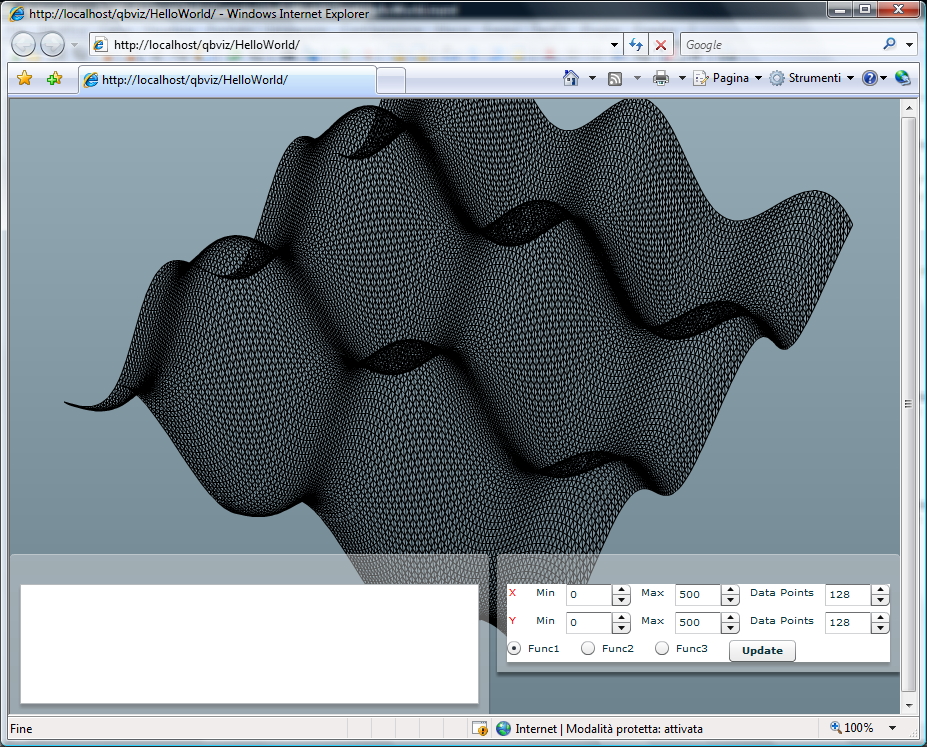 http://localhost/qbviz/HelloWorld/ - Windows Internet Explorer
http://localhost/qbviz/HelloWorld/
Google
http://localhost/qbviz/HelloWorld/
Pagina
Strumenti
X Min 0 Max 500 Data Points 128
Y Min 0 Max 500 Data Points 128
Func1 Func2 Func3 Update
Fine
Internet | Modalità protetta: attivata
100%